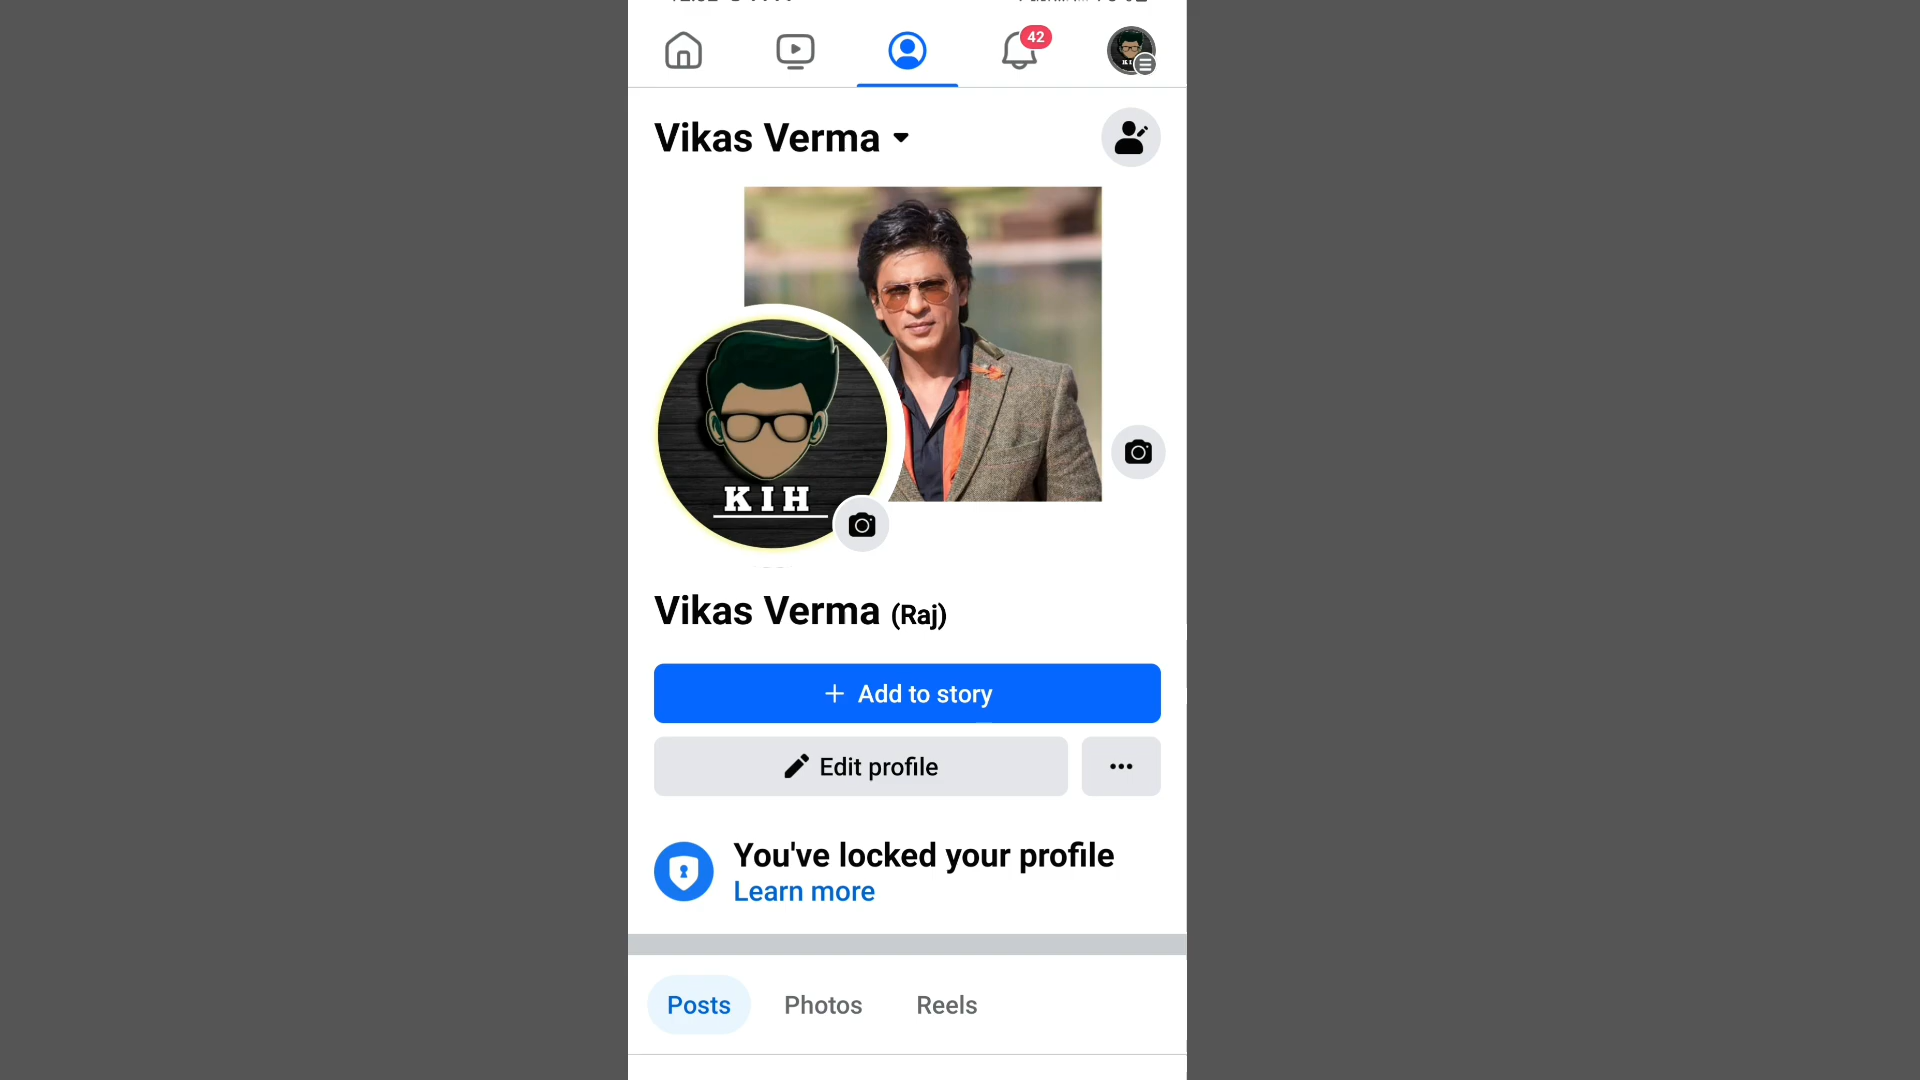 42
Vikas Verma
KIH
Vikas Verma (Raj)
+ Add to story
Edit profile
You've locked your profile
Learn more
Posts Photos Reels